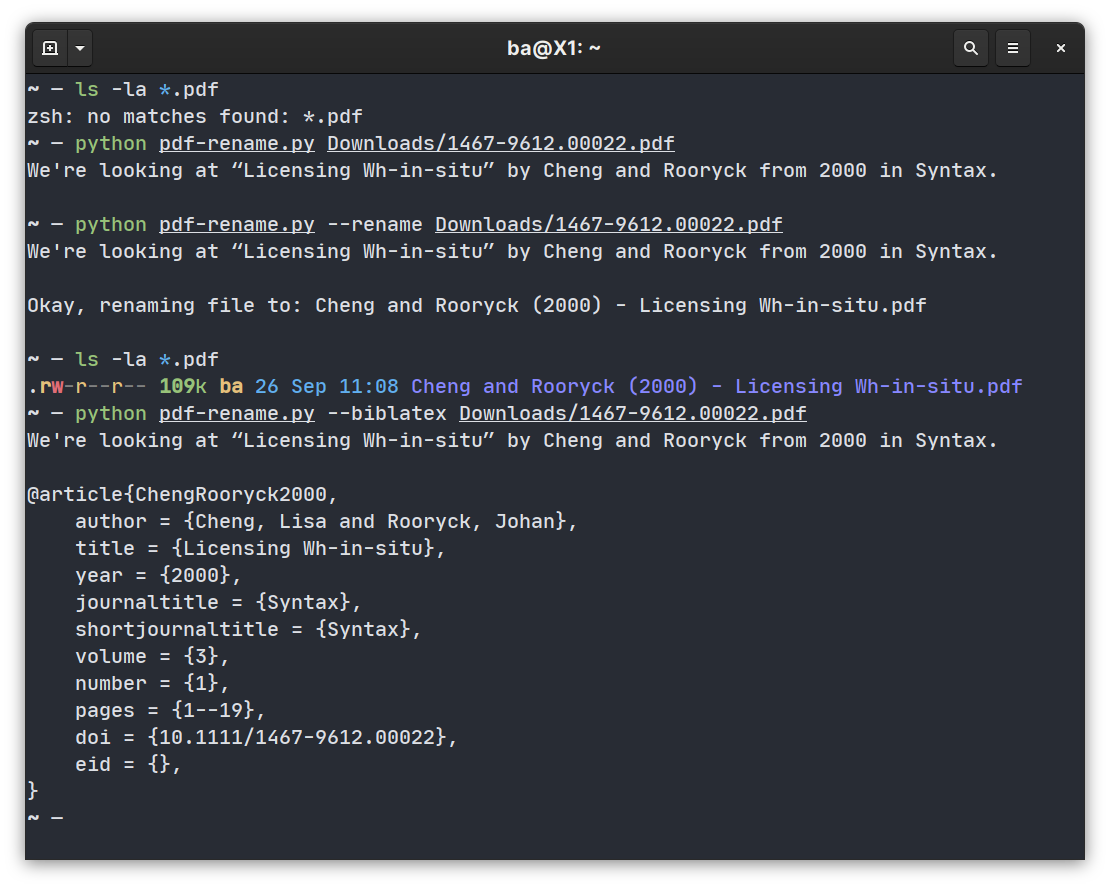 ba@X1: ~
~ — ls -la *.pdf
zsh: no matches found: *.pdf
~ — python pdf-rename.py Downloads/1467-9612.00022.pdf
We're looking at “Licensing Wh-in-situ” by Cheng and Rooryck from 2000 in Syntax.
~ — python pdf-rename.py --rename Downloads/1467-9612.00022.pdf
We're looking at “Licensing Wh-in-situ” by Cheng and Rooryck from 2000 in Syntax.
Okay, renaming file to: Cheng and Rooryck (2000) - Licensing Wh-in-situ.pdf
~ — ls -la *.pdf
.rw-r--r-- 109k ba 26 Sep 11:08 Cheng and Rooryck (2000) - Licensing Wh-in-situ.pdf
~ — python pdf-rename.py --biblatex Downloads/1467-9612.00022.pdf
We're looking at “Licensing Wh-in-situ” by Cheng and Rooryck from 2000 in Syntax.
@article{ChengRooryck2000,
    author = {Cheng, Lisa and Rooryck, Johan},
    title = {Licensing Wh-in-situ},
    year = {2000},
    journaltitle = {Syntax},
    shortjournaltitle = {Syntax},
    volume = {3},
    number = {1},
    pages = {1--19},
    doi = {10.1111/1467-9612.00022},
    eid = {},
}
~ —